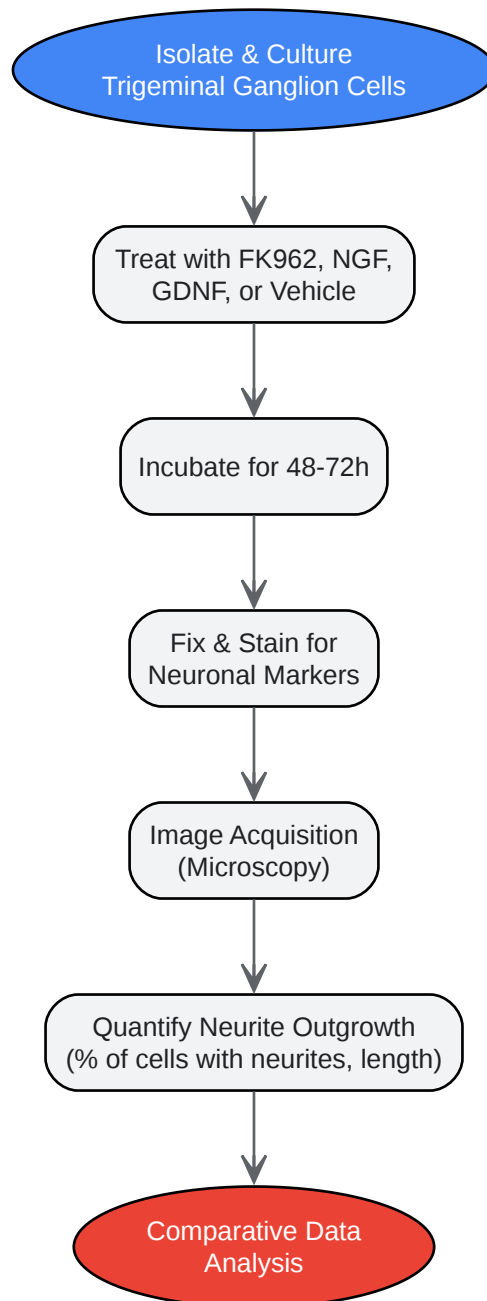 Isolate & Culture
Trigeminal Ganglion Cells
Treat with FK962, NGF,
GDNF, or Vehicle
Incubate for 48-72h
Fix & Stain for
Neuronal Markers
Image Acquisition
(Microscopy)
Quantify Neurite Outgrowth
(% of cells with neurites, length)
Comparative Data
Analysis